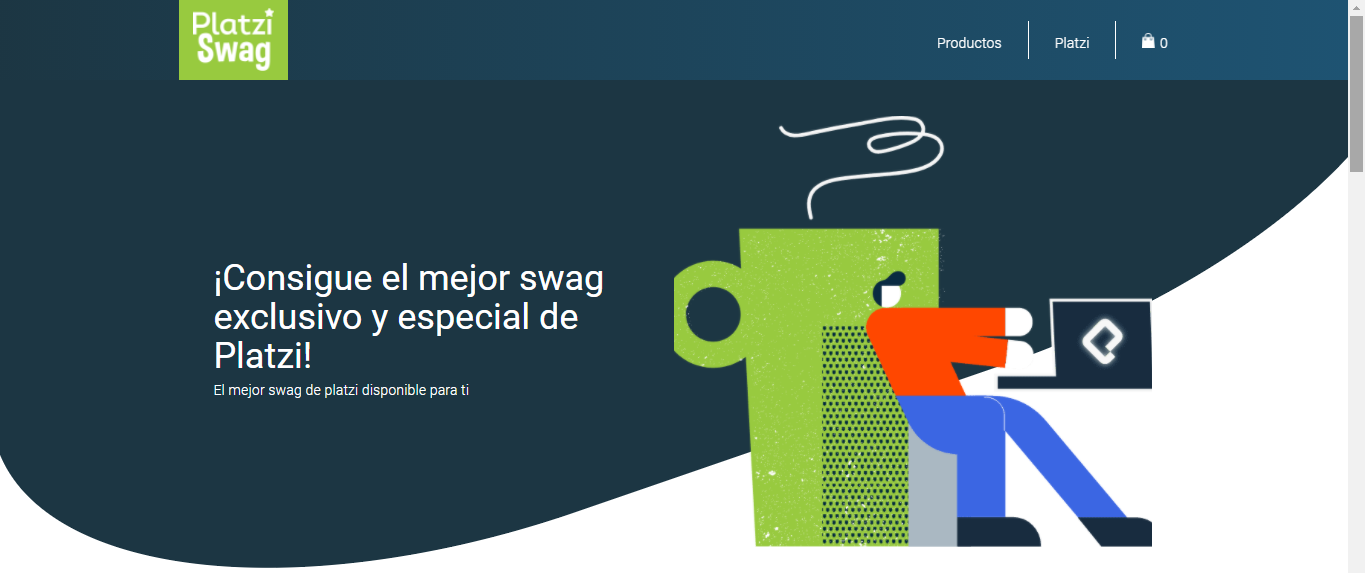 Platzi
Swag
Productos
Platzi
0
¡Consigue el mejor swag
exclusivo y especial de
Platzi!
El mejor swag de platzi disponible para ti